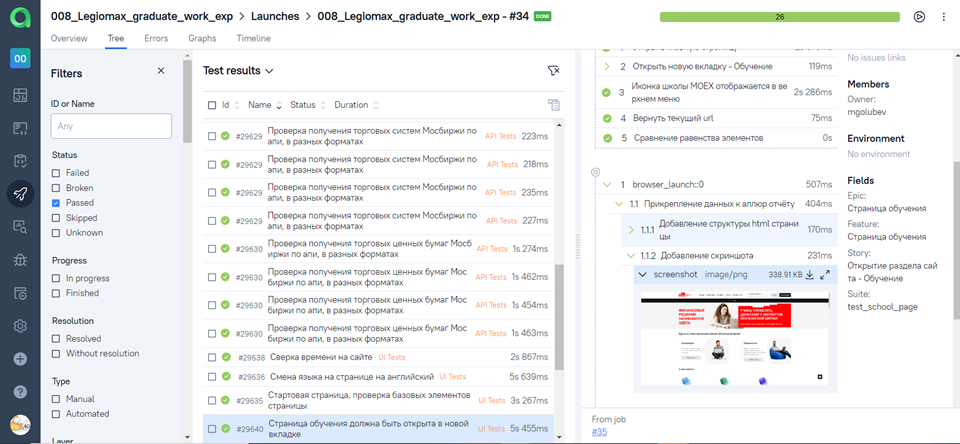 008_Legiomax_graduate_work_exp > Launches > 008_Legiomax_graduate_work_exp - #34 DONE
26
Overview Tree Errors Graphs Timeline
00
Filters
ID or Name
Any
Status
Failed
Broken
Passed
Skipped
Unknown
Progress
In progress
Finished
Resolution
Resolved
Without resolution
Type
Manual
Automated
Layer
Test results
Id Name Status Duration
#29629 Проверка получения торговых систем Мосбиржи по апи, в разных форматах API Tests 223ms
#29629 Проверка получения торговых систем Мосбиржи по апи, в разных форматах API Tests 218ms
#29629 Проверка получения торговых систем Мосбиржи по апи, в разных форматах API Tests 235ms
#29629 Проверка получения торговых систем Мосбиржи по апи, в разных форматах API Tests 227ms
#29630 Проверка получения торговых ценных бумаг Мосб
иржи по апи, в разных форматах API Tests 1s 274ms
#29630 Проверка получения торговых ценных бумаг Мос
биржи по апи, в разных форматах API Tests 1s 462ms
#29630 Проверка получения торговых ценных бумаг Мос
биржи по апи, в разных форматах API Tests 1s 454ms
#29630 Проверка получения торговых ценных бумаг Мос
биржи по апи, в разных форматах API Tests 1s 463ms
#29638 Сверка времени на сайте UI Tests 2s 867ms
#29636 Смена языка на странице на английский UI Tests 5s 639ms
#29635 Стартовая страница, проверка базовых элементов
страницы UI Tests 3s 267ms
#29640 Страница обучения должна быть открыта в новой
вкладке UI Tests 5s 455ms
2 Открыть новую вкладку - Обучение 119ms
3 Иконка школы MOEX отображается в ве
рхнем меню 2s 286ms
4 Вернуть текущий url 75ms
5 Сравнение равенства элементов 0s
1 browser_launch::0 507ms
1.1 Прикрепление данных к аллюр отчёту 404ms
1.1.1 Добавление структуры html страни
цы 170ms
1.1.2 Добавление скриншота 231ms
screenshot image/png 338.91 KB
From job
#35
No issues links
Members
Owner:
mgolubev
Environment
No environment
Fields
Epic:
Страница обучения
Feature:
Страница обучения
Story:
Открытие раздела сай
та - Обучение
Suite:
test_school_page